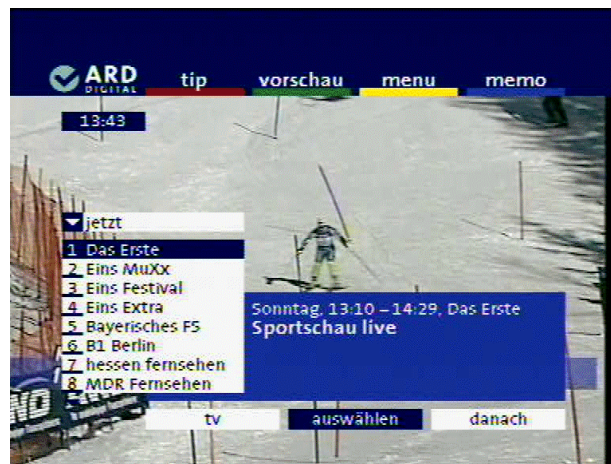 ARD
DIGITAL
tip
vorschau
menu
memo
13:43
jetzt
1 Das Erste
2 Eins MuXx
3 Eins Festival
4 Eins Extra
5 Bayerisches FS
6 B1 Berlin
7 hessen fernsehen
8 MDR Fernsehen
Sonntag, 13:10 – 14:29, Das Erste
Sportschau live
tv
auswählen
danach